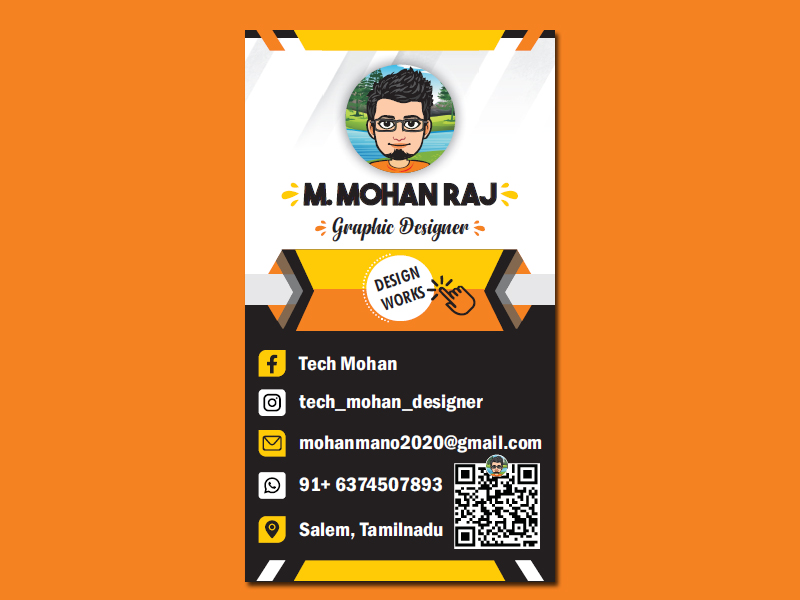 M. MOHAN RAJ
Graphic Designer
DESIGN
WORKS
Tech Mohan
tech_mohan_designer
mohanmano2020@gmail.com
91+ 6374507893
Salem, Tamilnadu